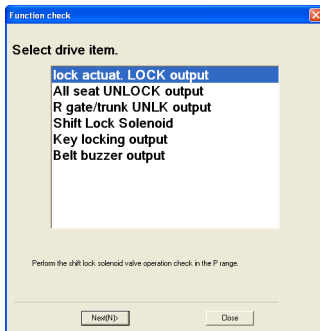 Function check
Select drive item.
lock actuat. LOCK output
All seat UNLOCK output
R gate/trunk UNLK output
Shift Lock Solenoid
Key locking output
Belt buzzer output
Perform the shift lock solenoid valve operation check in the P range.
Next(N)>
Close